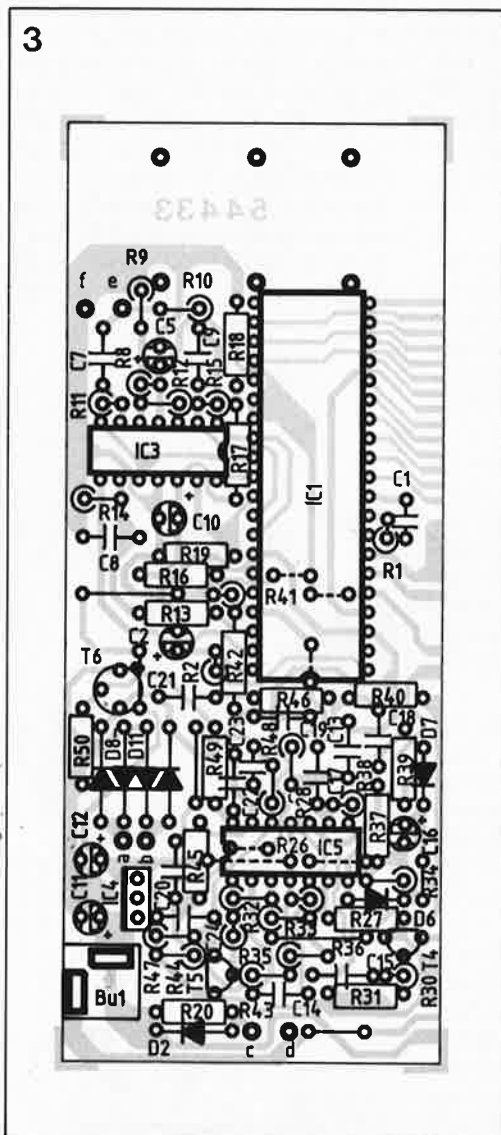 3
54433
R9
f e R10
C5
C7 R8 C9 R18
R12 R15
R11
IC3 R17
IC1
R14 C10 C1
C8
R19 R1
R16
R41
R13
C2
T6 R42
C21 R2
R46 R40
R50 D8 D11 R49 C23 R48 C19 C13 C18 D7
R38 R39
R28 C17
C12 R37 C16
a b R26 IC5
R45
C11 IC4 C20 R34
R32 R27 D6
R33
R47 R44 C24 R36
T5 R35 C15 T4
Bu1 R31 R30
R20 R43 C14
D2 c d